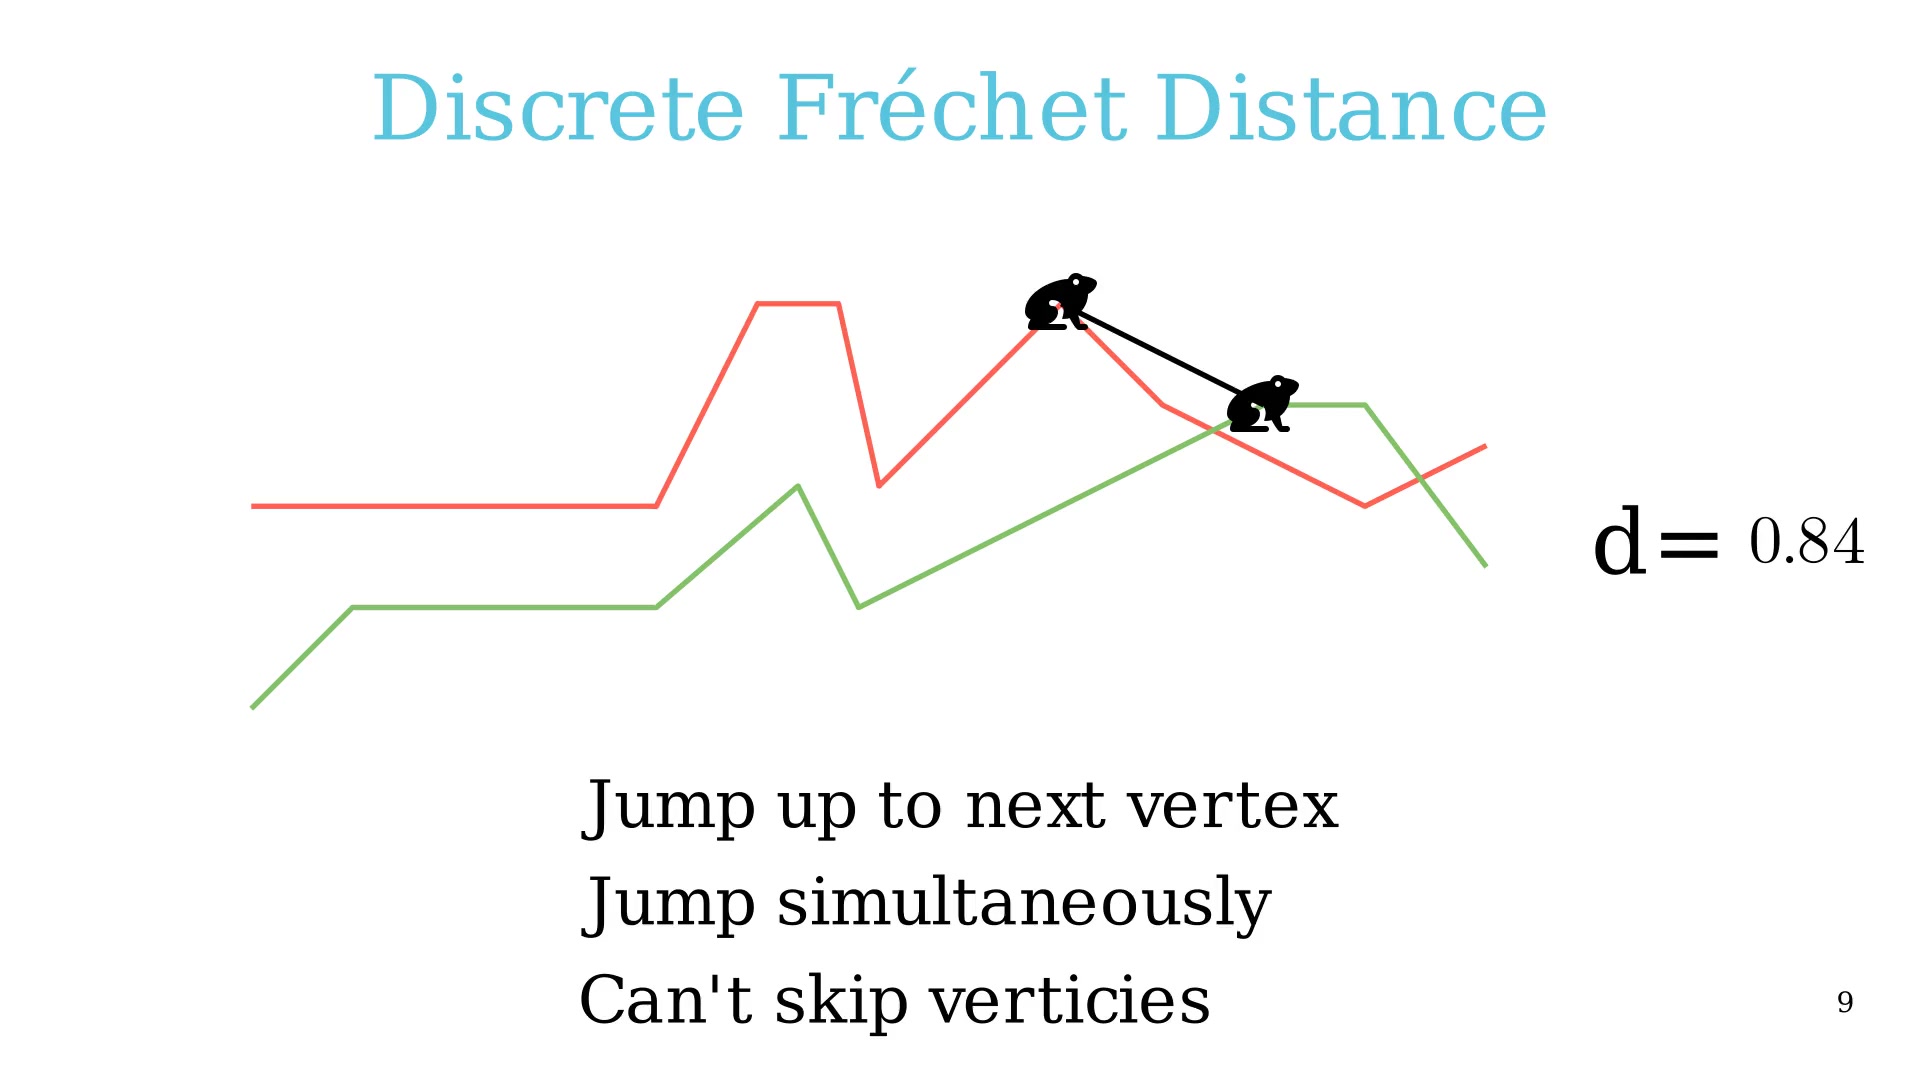 Discrete Fréchet Distance
d= 0.84
Jump up to next vertex
Jump simultaneously
Can't skip verticies
9